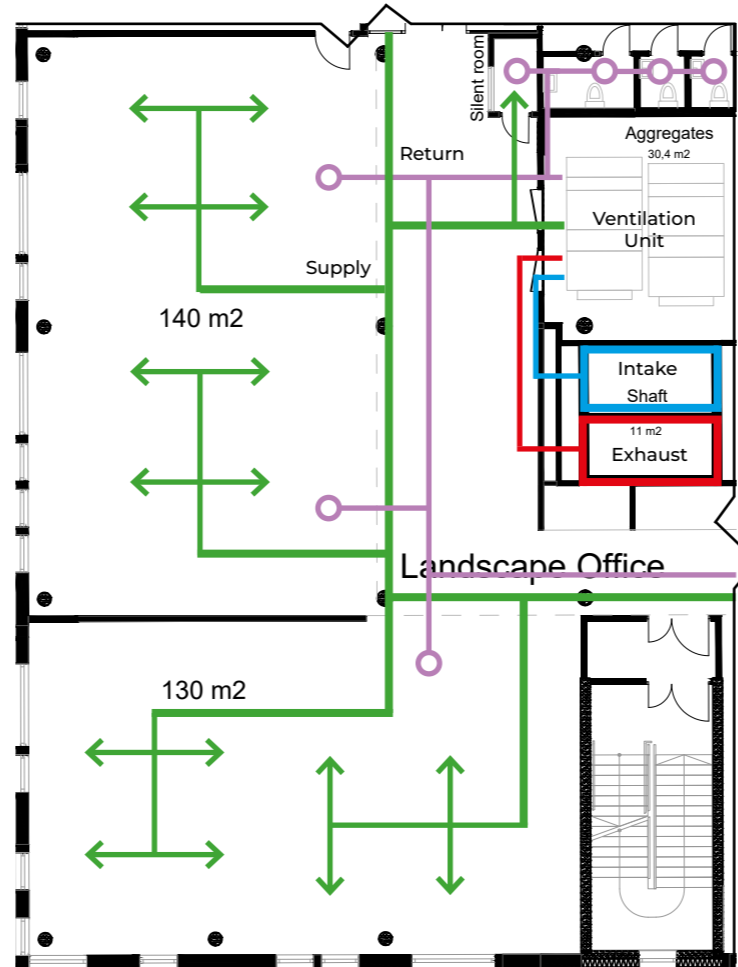 Silent room
Aggregates
30,4 m2
Return
Ventilation
Unit
Supply
140 m2
Intake
Shaft
11 m2
Exhaust
Landscape Office
130 m2